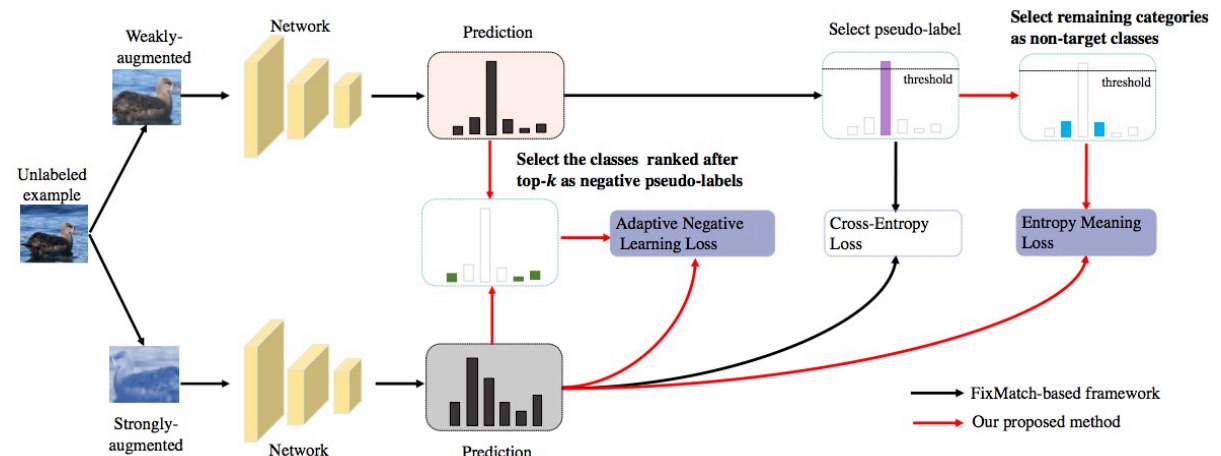 Weakly-
augmented
Network
Prediction
Select pseudo-label
threshold
Select remaining categories
as non-target classes
threshold
Unlabeled
example
Select the classes ranked after
top-k as negative pseudo-labels
Adaptive Negative
Learning Loss
Cross-Entropy
Loss
Entropy Meaning
Loss
Strongly-
augmented
Network
Prediction
FixMatch-based framework
Our proposed method